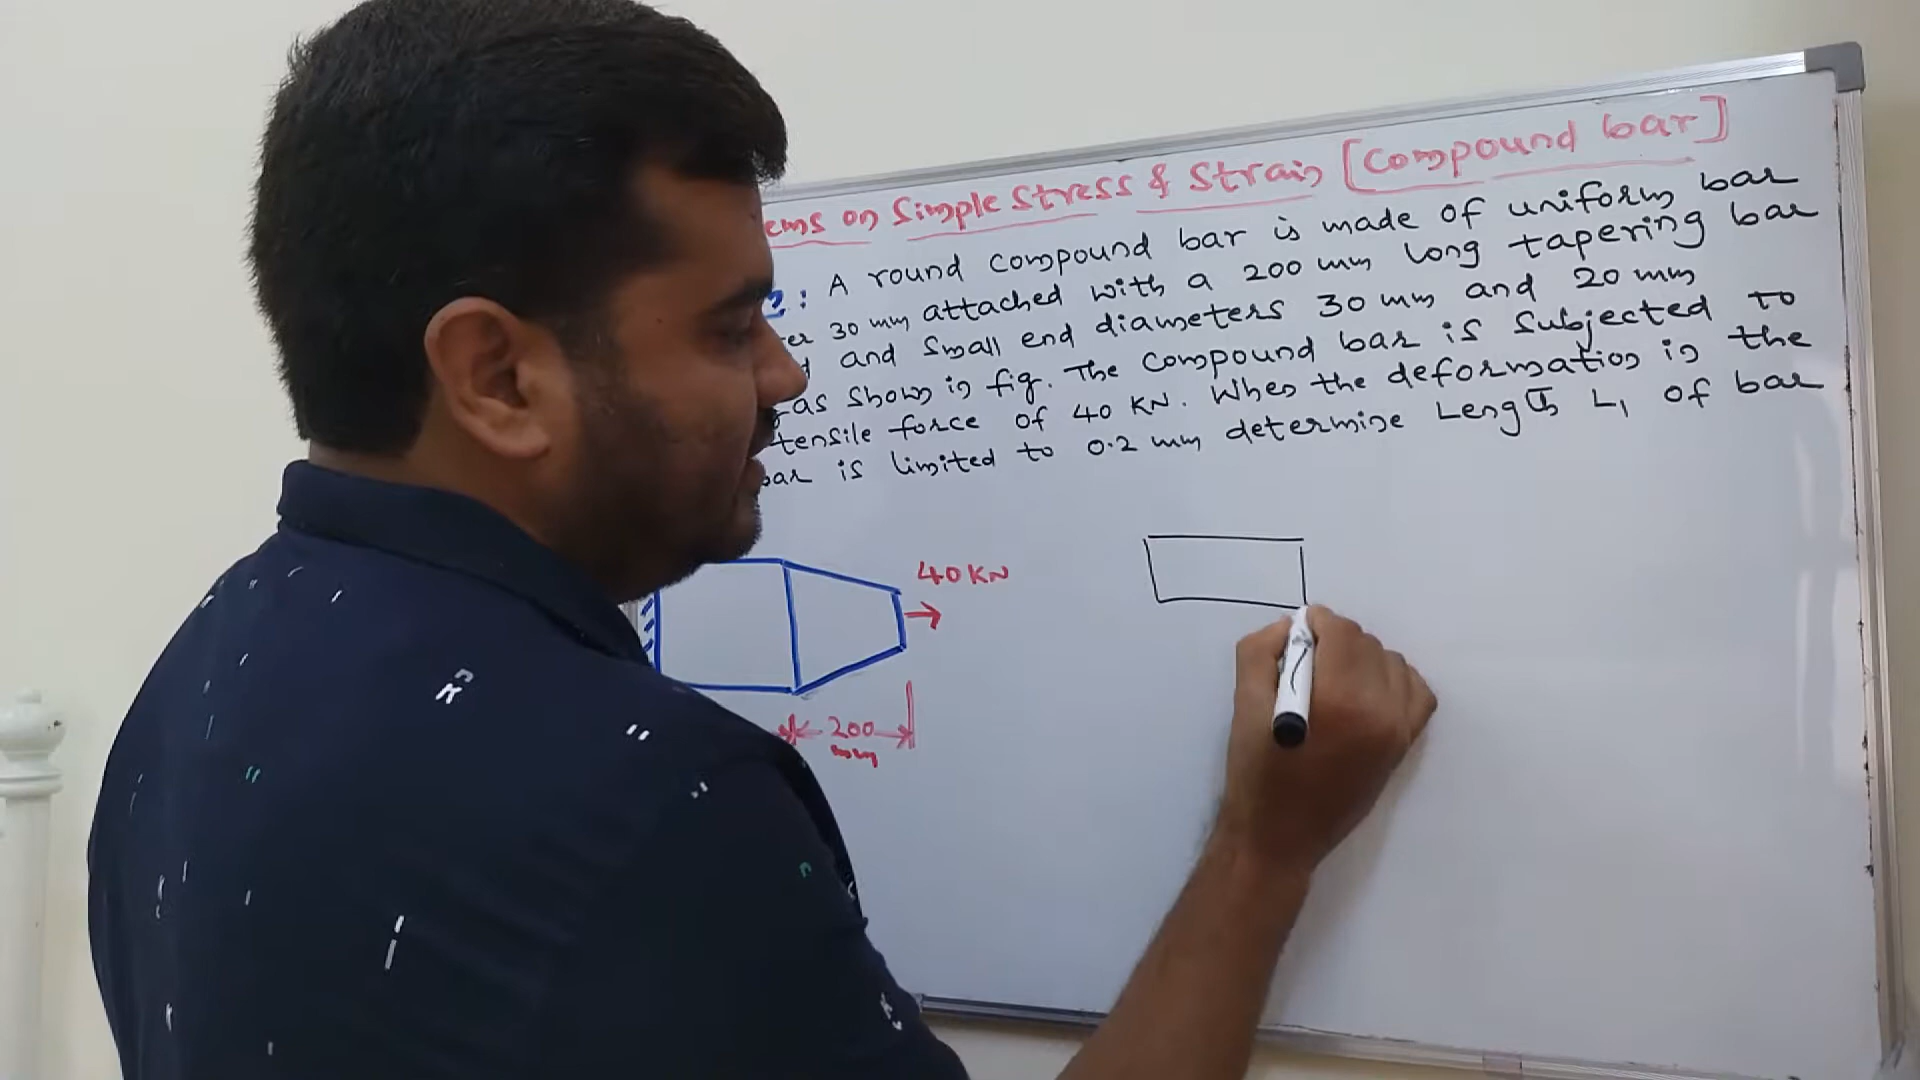 ems on Simple Stress & Strain [Compound bar]
: A round compound bar is made of uniform bar
er 30 mm attached with a 200 mm long tapering bar
d and small end diameters 30 mm and 20 mm
as shown in fig. The compound bar is subjected to
tensile force of 40 KN. When the deformation in the
bar is limited to 0.2 mm determine Length L1 of bar
40 KN
200
mm